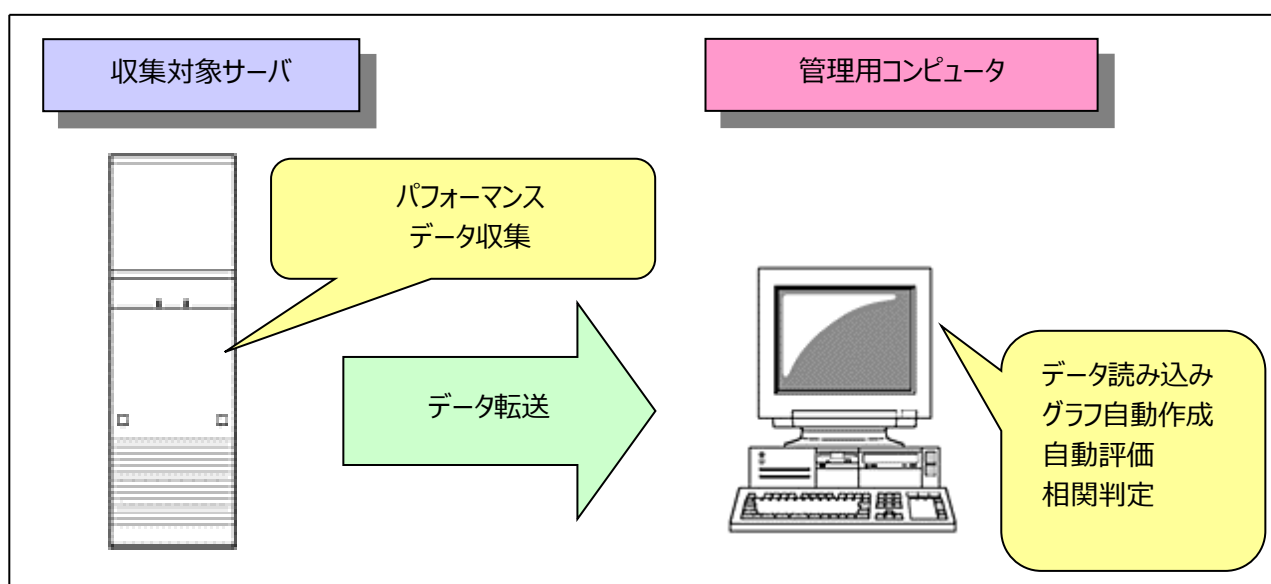 収集対象サーバ
管理用コンピュータ
パフォーマンス
データ収集
データ転送
データ読み込み
グラフ自動作成
自動評価
相関判定